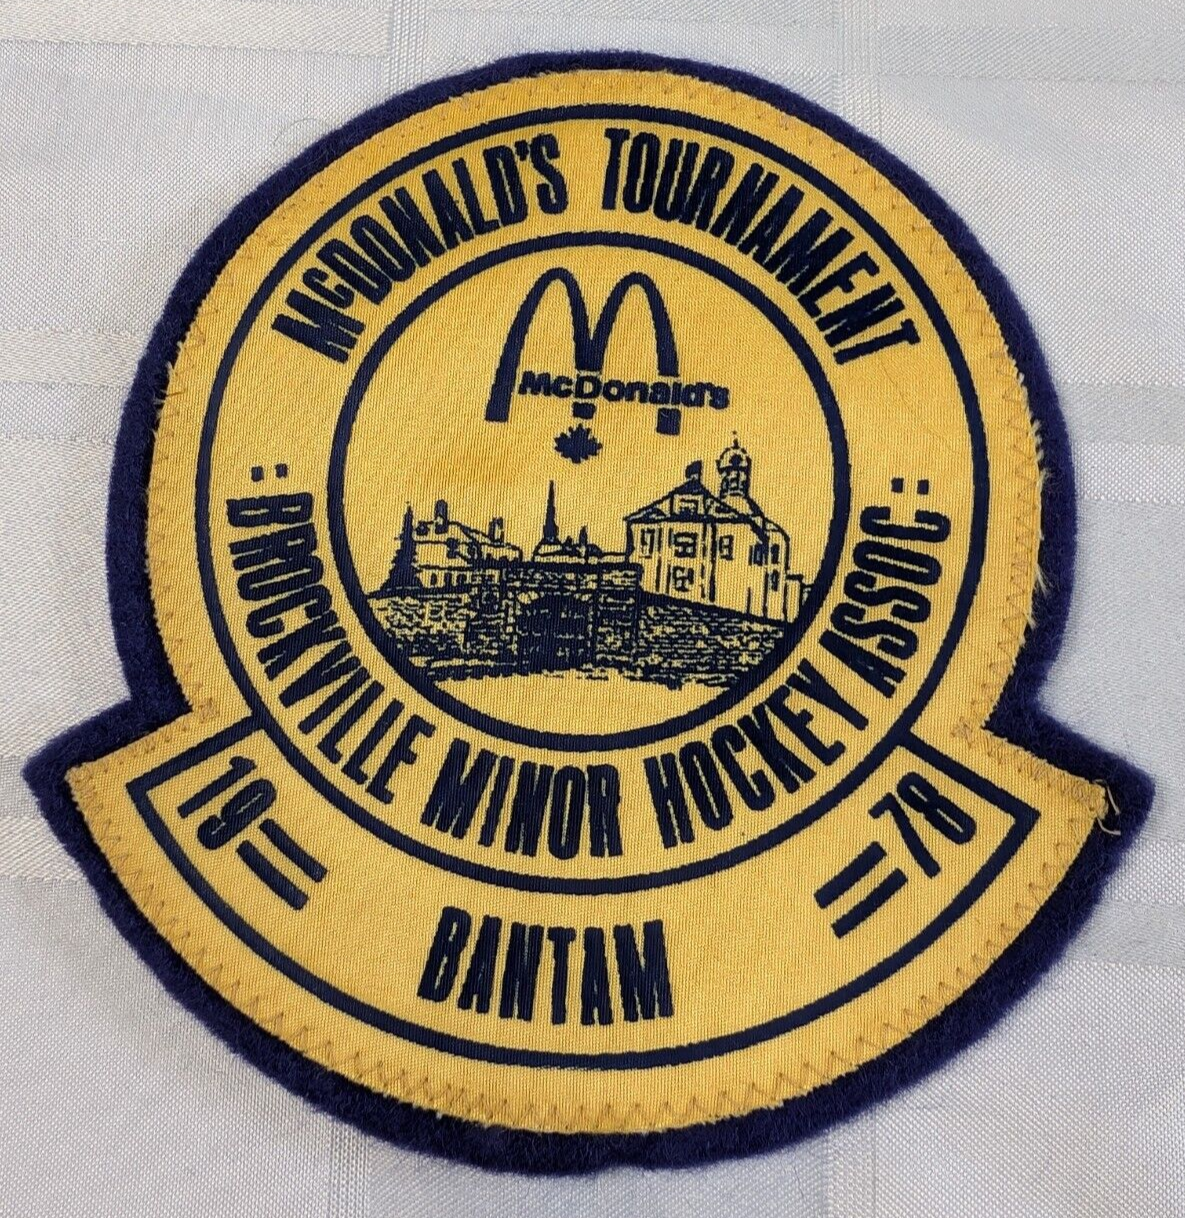 McDONALD'S TOURNAMENT
McDonald's
: BROCKVILLE MINOR HOCKEY ASSOC :
19= =78
BANTAM